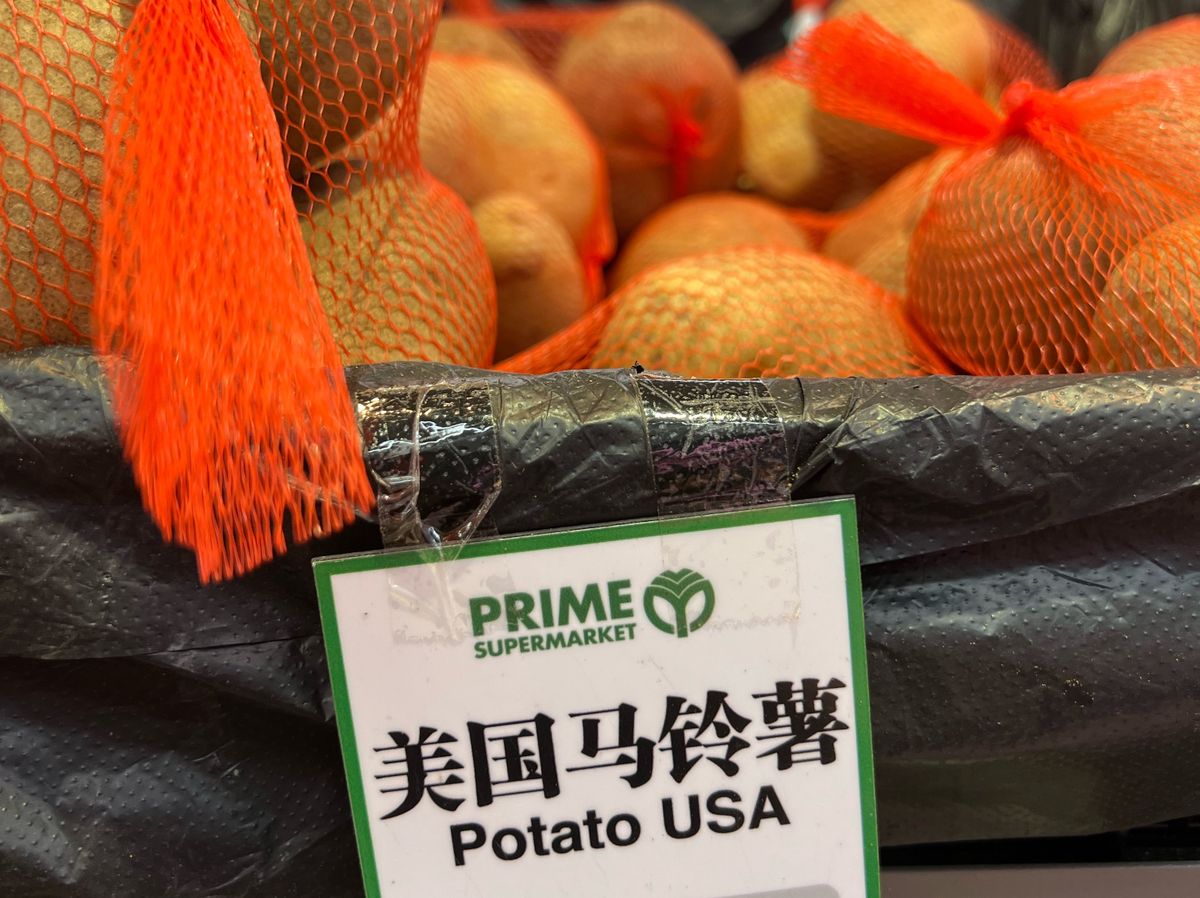 PRIME
SUPERMARKET
美国马铃薯
Potato USA